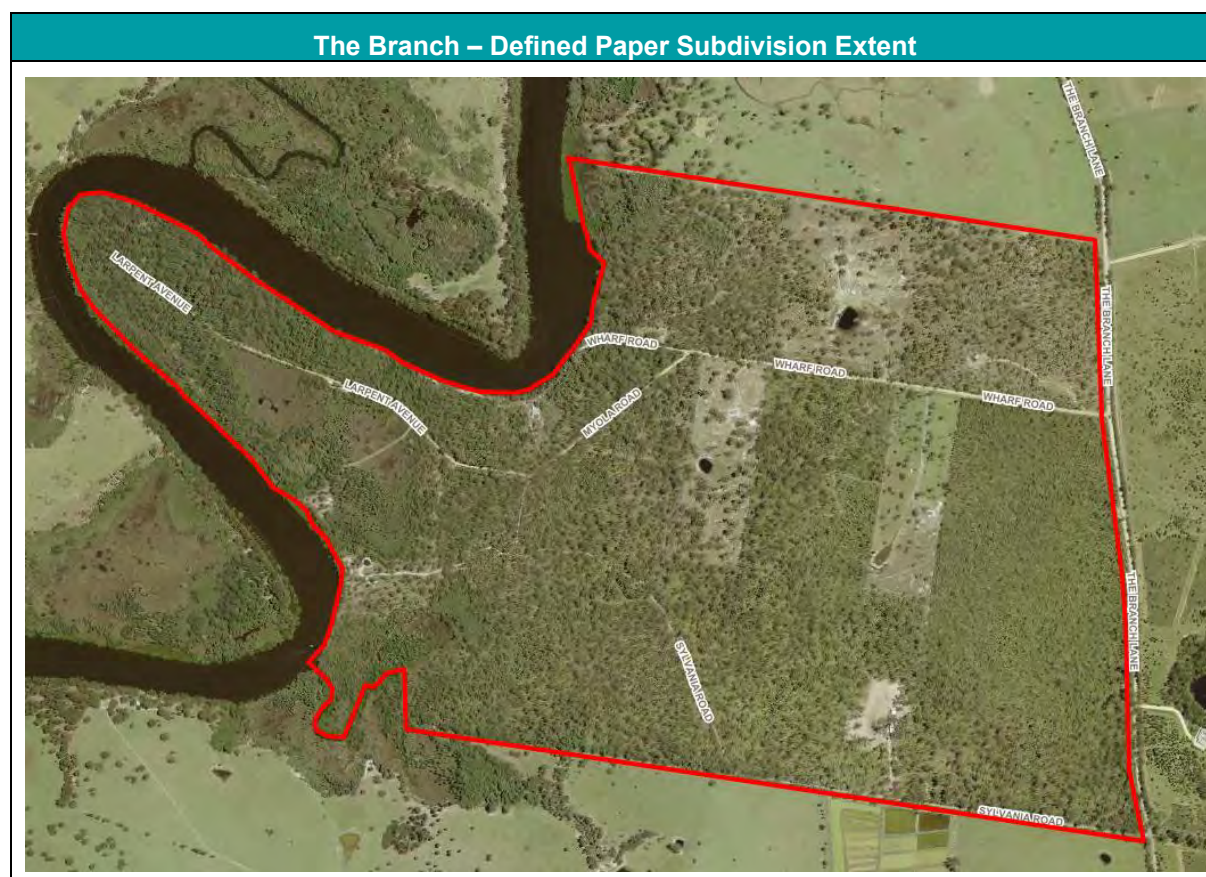 The Branch – Defined Paper Subdivision Extent
THE BRANCH LANE
LARPENT AVENUE
THE BRANCH LANE
WHARF ROAD
WHARF ROAD
LARPENT AVENUE
MYOLA ROAD
WHARF ROAD
THE BRANCH LANE
SYLVANIA ROAD
SYLVANIA ROAD